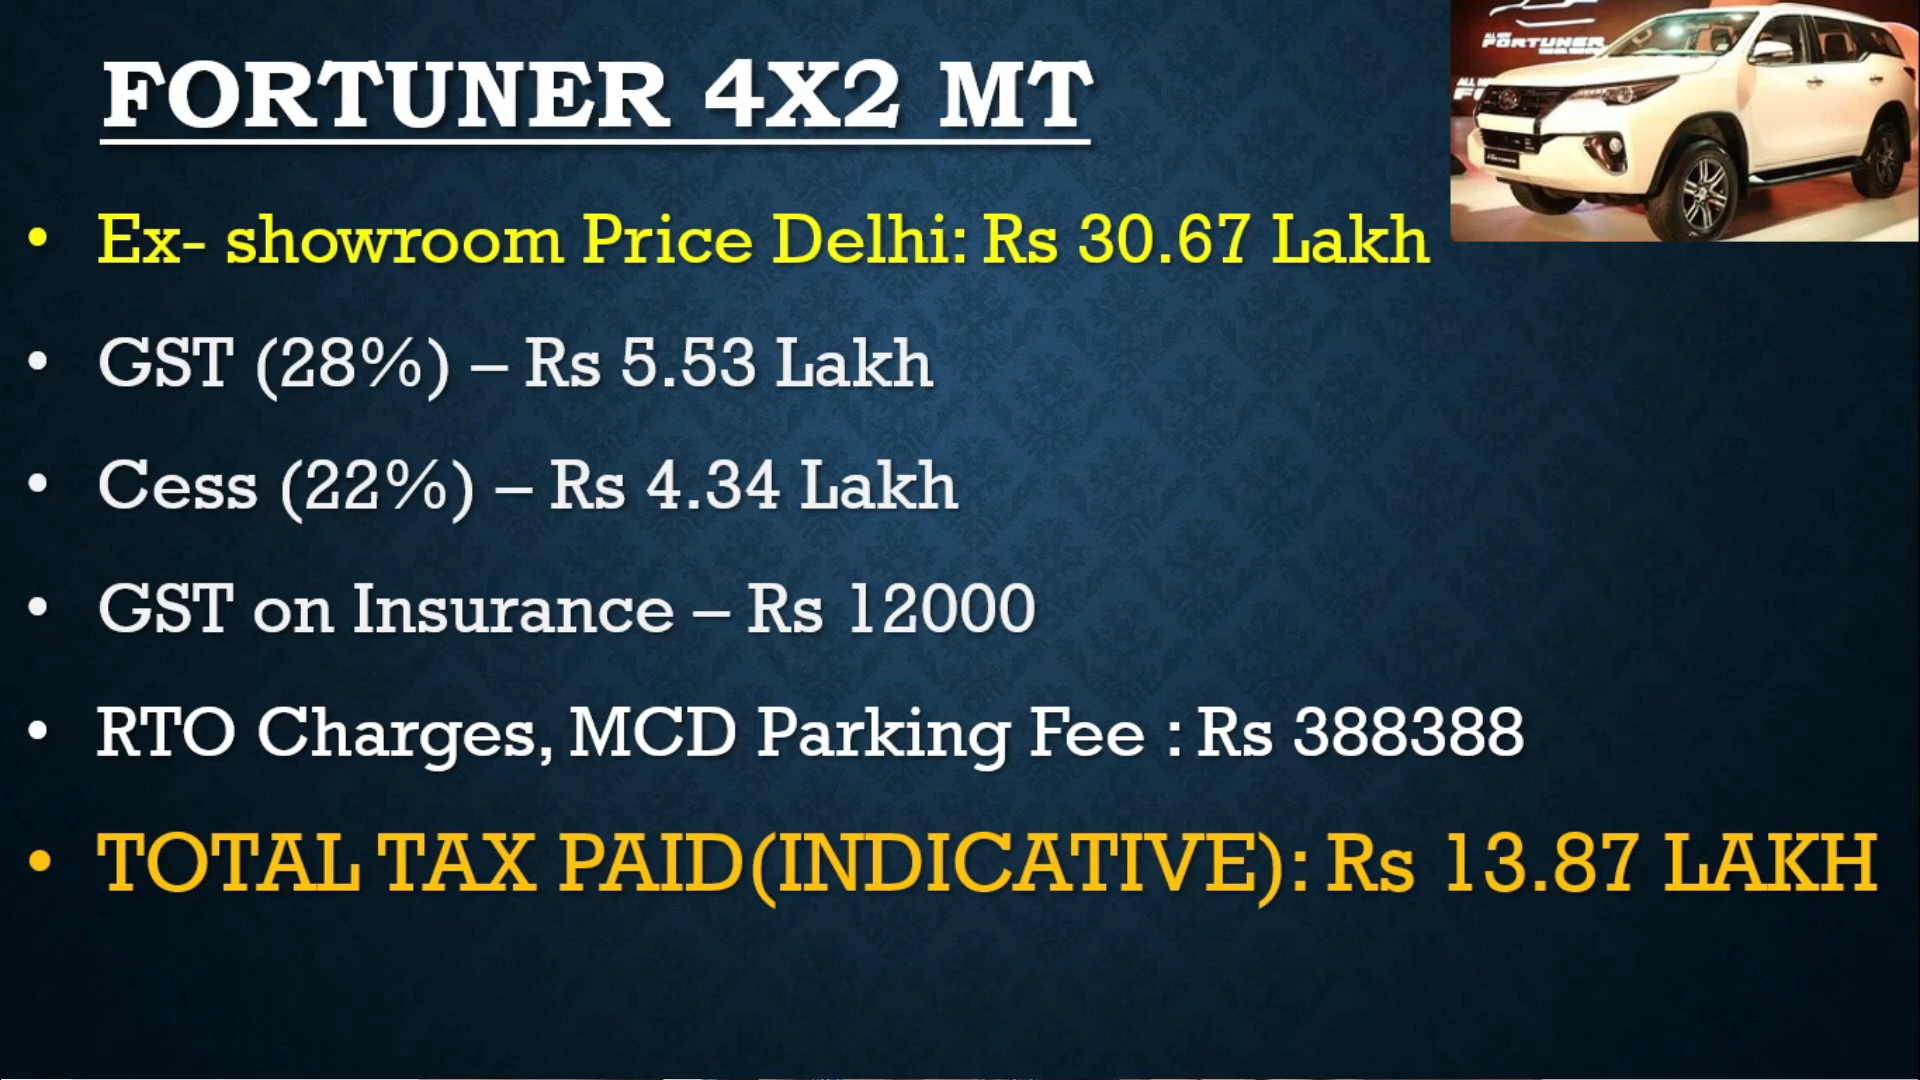 FORTUNER 4X2 MT
ALL NEW
FORTUNER
• Ex- showroom Price Delhi: Rs 30.67 Lakh
• GST (28%) – Rs 5.53 Lakh
• Cess (22%) – Rs 4.34 Lakh
• GST on Insurance – Rs 12000
• RTO Charges, MCD Parking Fee : Rs 388388
• TOTAL TAX PAID(INDICATIVE): Rs 13.87 LAKH